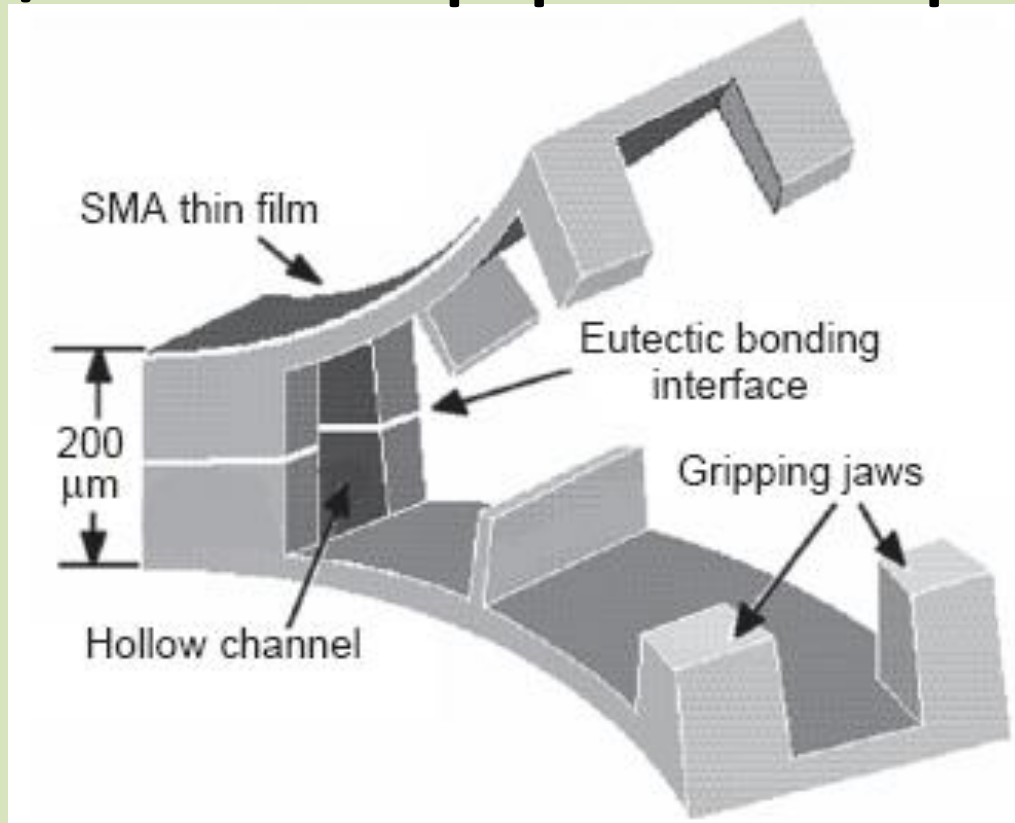 SMA thin film
Eutectic bonding
interface
200
μm
Gripping jaws
Hollow channel